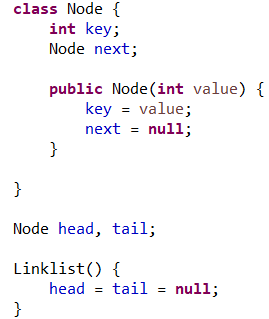 class Node {
    int key;
    Node next;

    public Node(int value) {
        key = value;
        next = null;
    }

}

Node head, tail;

Linklist() {
    head = tail = null;
}